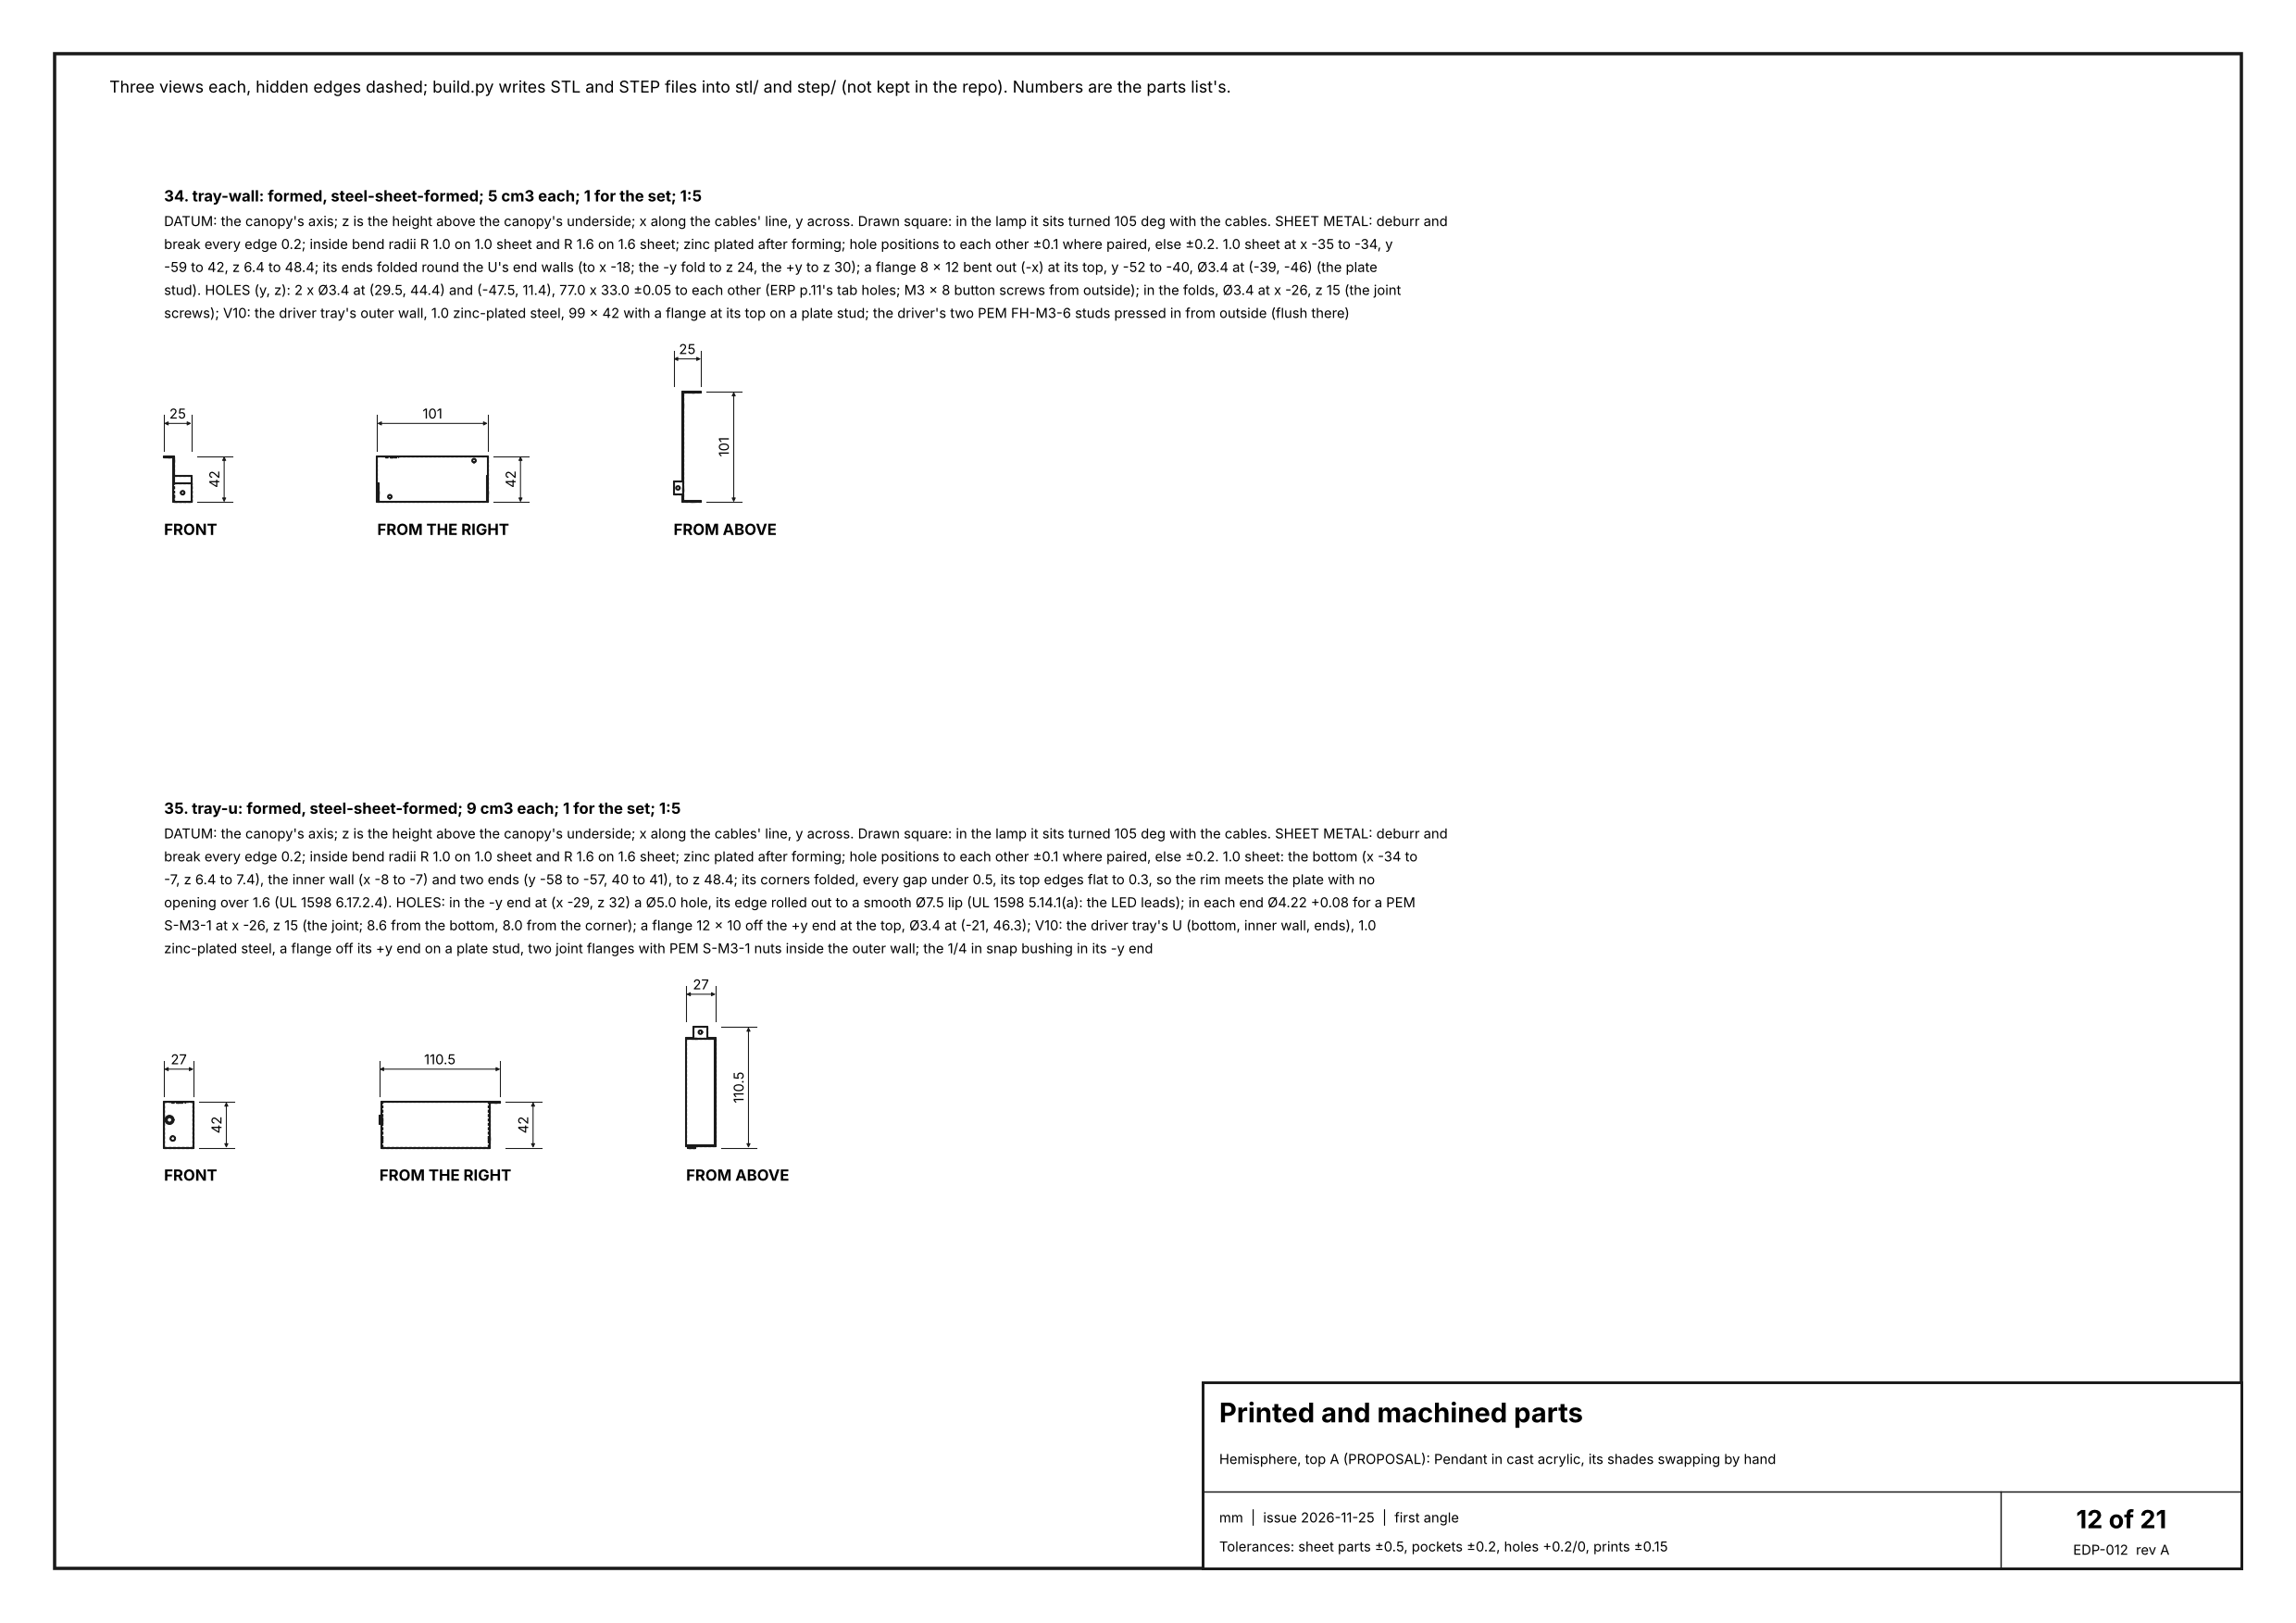 Three views each, hidden edges dashed; build.py writes STL and STEP files into stl/ and step/ (not kept in the repo). Numbers are the parts list's.
34. tray-wall: formed, steel-sheet-formed; 5 cm3 each; 1 for the set; 1:5
DATUM: the canopy's axis; z is the height above the canopy's underside; x along the cables' line, y across. Drawn square: in the lamp it sits turned 105 deg with the cables. SHEET METAL: deburr and
break every edge 0.2; inside bend radii R 1.0 on 1.0 sheet and R 1.6 on 1.6 sheet; zinc plated after forming; hole positions to each other ±0.1 where paired, else ±0.2. 1.0 sheet at x -35 to -34, y
-59 to 42, z 6.4 to 48.4; its ends folded round the U's end walls (to x -18; the -y fold to z 24, the +y to z 30); a flange 8 × 12 bent out (-x) at its top, y -52 to -40, Ø3.4 at (-39, -46) (the plate
stud). HOLES (y, z): 2 x Ø3.4 at (29.5, 44.4) and (-47.5, 11.4), 77.0 x 33.0 ±0.05 to each other (ERP p.11's tab holes; M3 × 8 button screws from outside); in the folds, Ø3.4 at x -26, z 15 (the joint
screws); V10: the driver tray's outer wall, 1.0 zinc-plated steel, 99 × 42 with a flange at its top on a plate stud; the driver's two PEM FH-M3-6 studs pressed in from outside (flush there)
25
25
101
101
42
42
FRONT
FROM THE RIGHT
FROM ABOVE
35. tray-u: formed, steel-sheet-formed; 9 cm3 each; 1 for the set; 1:5
DATUM: the canopy's axis; z is the height above the canopy's underside; x along the cables' line, y across. Drawn square: in the lamp it sits turned 105 deg with the cables. SHEET METAL: deburr and
break every edge 0.2; inside bend radii R 1.0 on 1.0 sheet and R 1.6 on 1.6 sheet; zinc plated after forming; hole positions to each other ±0.1 where paired, else ±0.2. 1.0 sheet: the bottom (x -34 to
-7, z 6.4 to 7.4), the inner wall (x -8 to -7) and two ends (y -58 to -57, 40 to 41), to z 48.4; its corners folded, every gap under 0.5, its top edges flat to 0.3, so the rim meets the plate with no
opening over 1.6 (UL 1598 6.17.2.4). HOLES: in the -y end at (x -29, z 32) a Ø5.0 hole, its edge rolled out to a smooth Ø7.5 lip (UL 1598 5.14.1(a): the LED leads); in each end Ø4.22 +0.08 for a PEM
S-M3-1 at x -26, z 15 (the joint; 8.6 from the bottom, 8.0 from the corner); a flange 12 × 10 off the +y end at the top, Ø3.4 at (-21, 46.3); V10: the driver tray's U (bottom, inner wall, ends), 1.0
zinc-plated steel, a flange off its +y end on a plate stud, two joint flanges with PEM S-M3-1 nuts inside the outer wall; the 1/4 in snap bushing in its -y end
27
27
110.5
110.5
42
42
FRONT
FROM THE RIGHT
FROM ABOVE
Printed and machined parts
Hemisphere, top A (PROPOSAL): Pendant in cast acrylic, its shades swapping by hand
mm | issue 2026-11-25 | first angle
Tolerances: sheet parts ±0.5, pockets ±0.2, holes +0.2/0, prints ±0.15
12 of 21
EDP-012 rev A